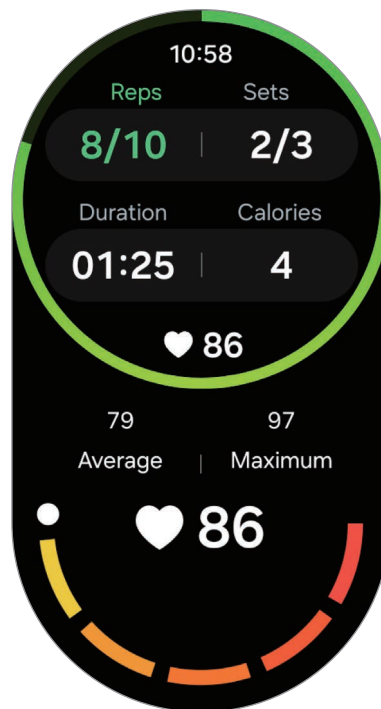 10:58
Reps Sets
8/10 | 2/3
Duration Calories
01:25 | 4
86
79 97
Average | Maximum
86